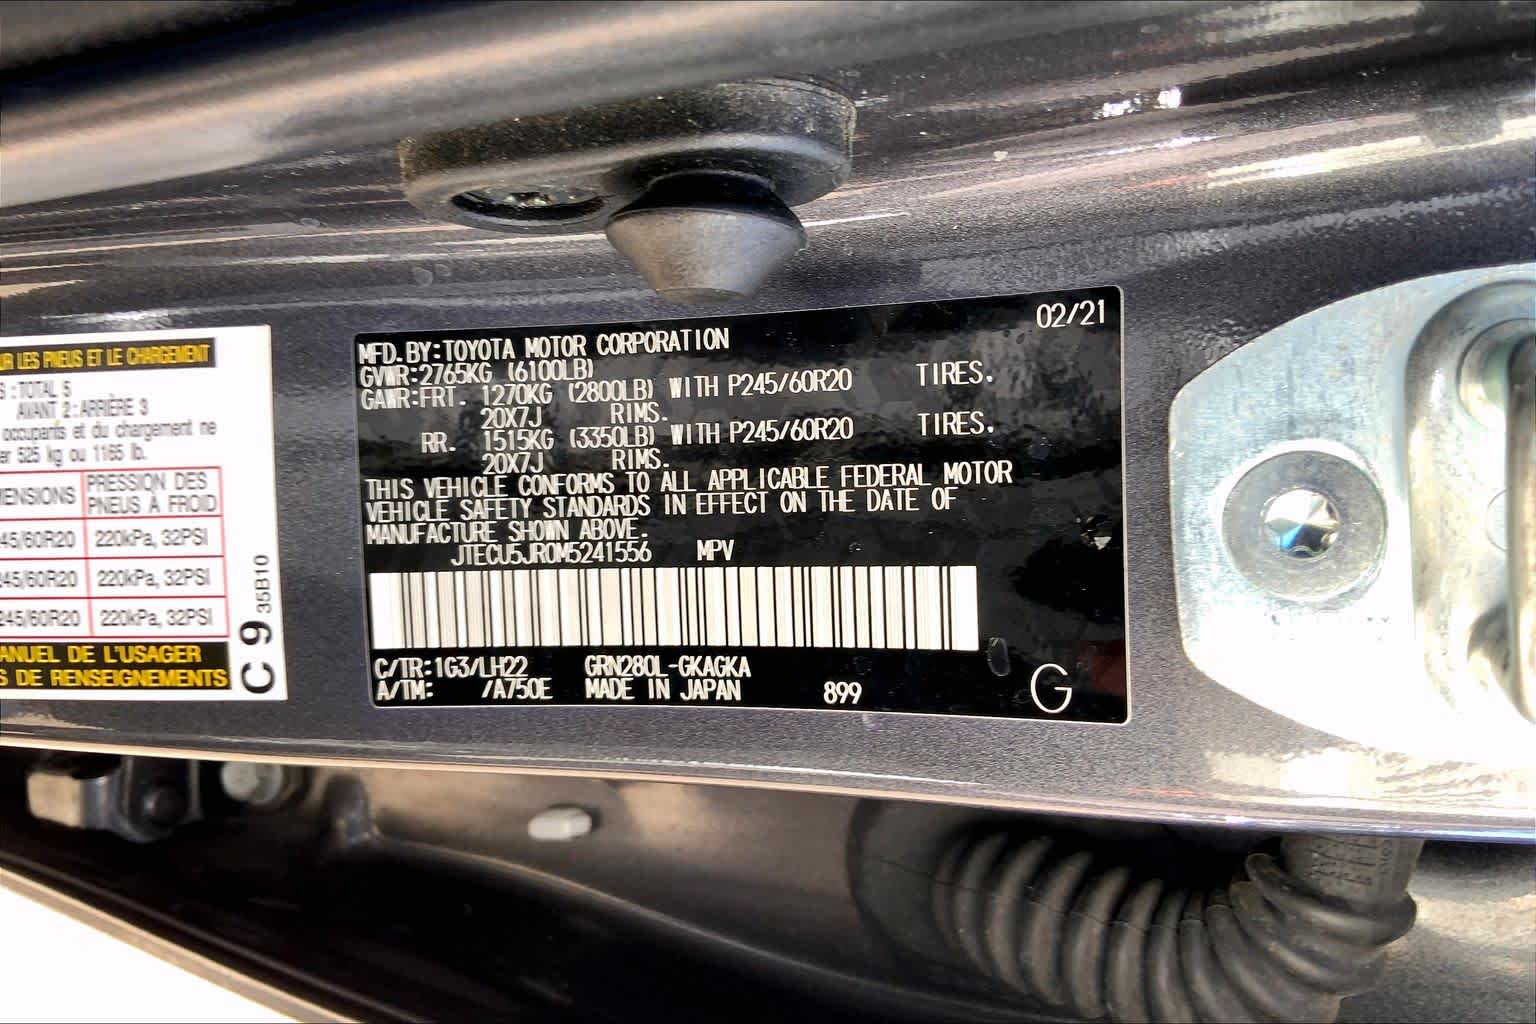 UR LES PNEUS ET LE CHARGEMENT
S : TOTAL 5
AVANT 2 : ARRIÈRE 3
occupants et du chargement ne
er 525 kg ou 1165 lb.
MENSIONS PRESSION DES PNEUS À FROID
245/60R20 220kPa, 32PSI
245/60R20 220kPa, 32PSI
245/60R20 220kPa, 32PSI
ANUEL DE L'USAGER
S DE RENSEIGNEMENTS
C 9 35B10
02/21
MFD. BY: TOYOTA MOTOR CORPORATION
GVWR: 2765KG (6100LB)
GAWR: FRT. 1270KG (2800LB) WITH P245/60R20 TIRES.
20X7J RIMS.
RR. 1515KG (3350LB) WITH P245/60R20 TIRES.
20X7J RIMS.
THIS VEHICLE CONFORMS TO ALL APPLICABLE FEDERAL MOTOR
VEHICLE SAFETY STANDARDS IN EFFECT ON THE DATE OF
MANUFACTURE SHOWN ABOVE.
JTECU5JR0M5241556 MPV
C/TR: 1G3/LH22 GRN280L-GKAGKA
A/TM: /A750E MADE IN JAPAN 899
G